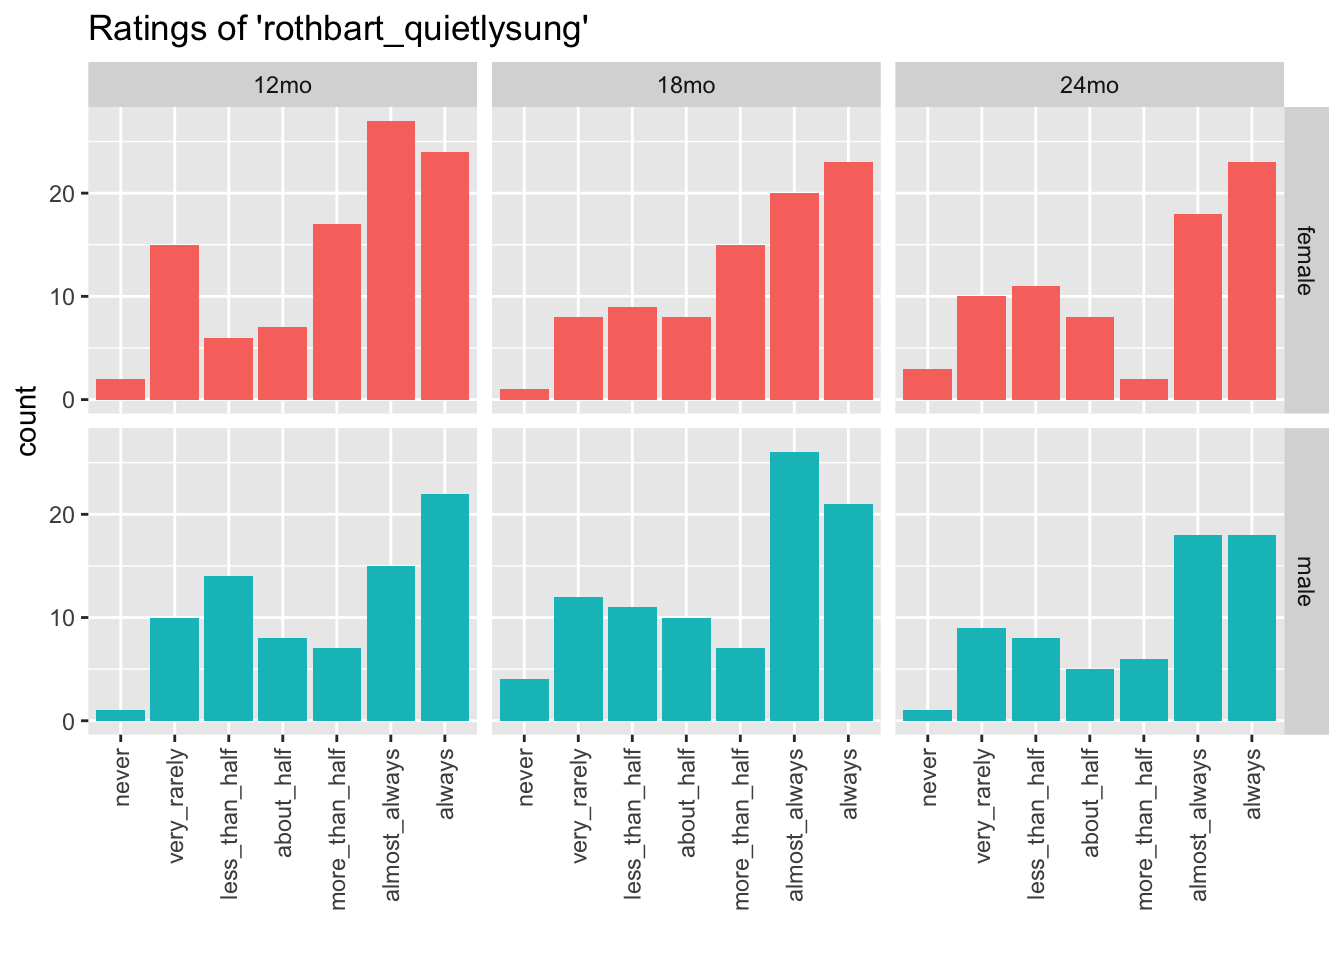 Ratings of 'rothbart_quietlysung'
12mo 18mo 24mo
count
20
10
0
female
20
10
0
male
never very_rarely less_than_half about_half more_than_half almost_always always
never very_rarely less_than_half about_half more_than_half almost_always always
never very_rarely less_than_half about_half more_than_half almost_always always